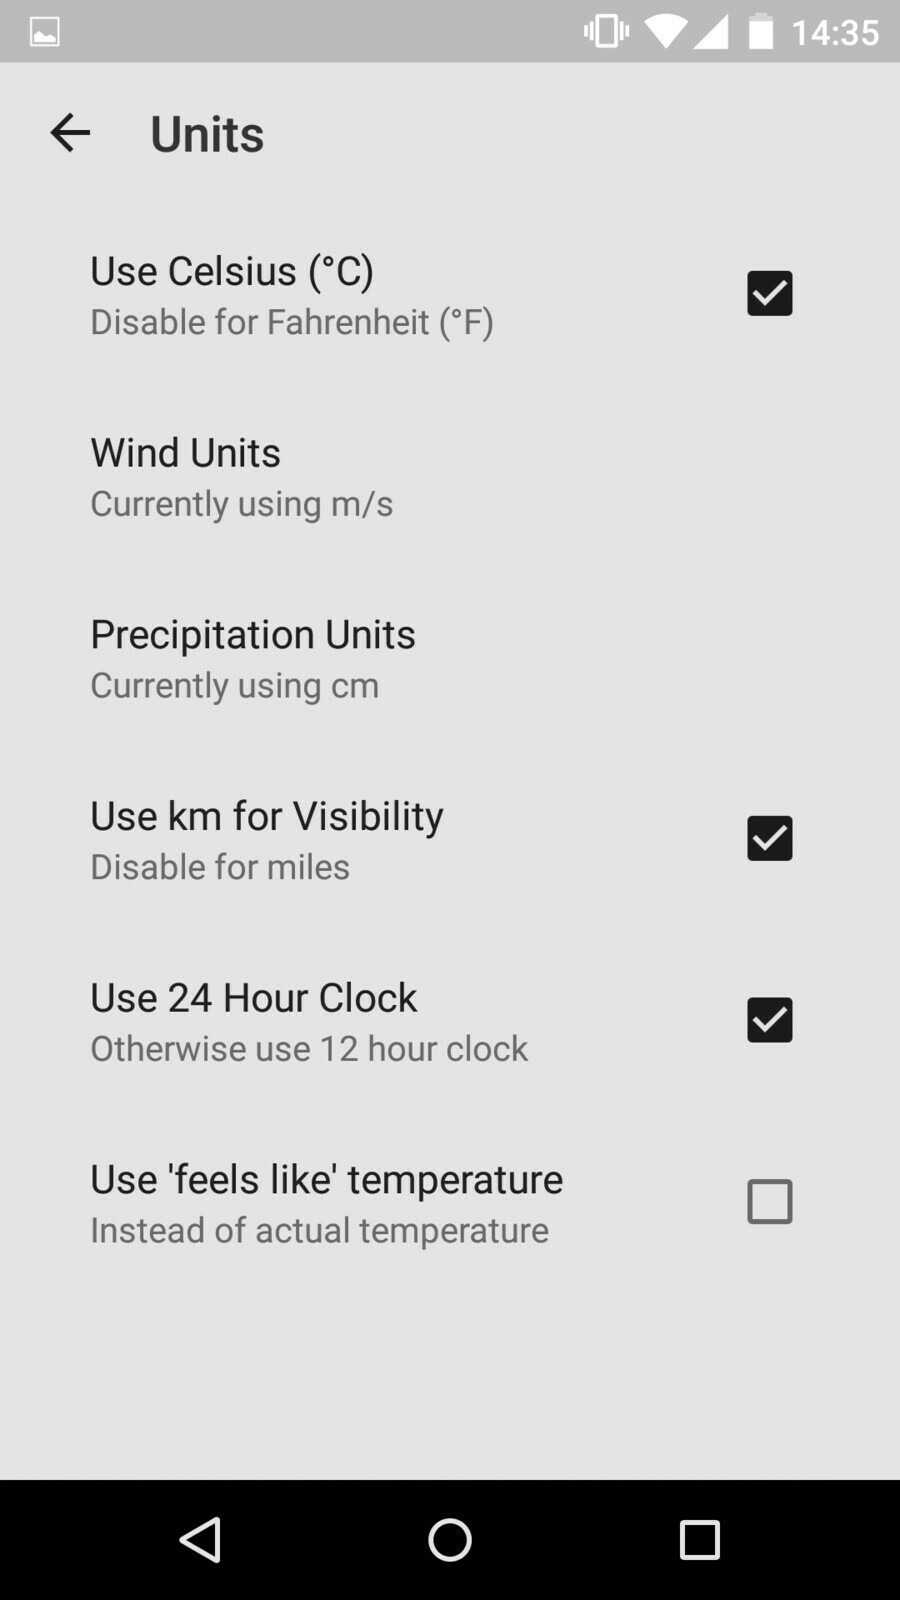 14:35
Units
Use Celsius (°C)
Disable for Fahrenheit (°F)
Wind Units
Currently using m/s
Precipitation Units
Currently using cm
Use km for Visibility
Disable for miles
Use 24 Hour Clock
Otherwise use 12 hour clock
Use 'feels like' temperature
Instead of actual temperature